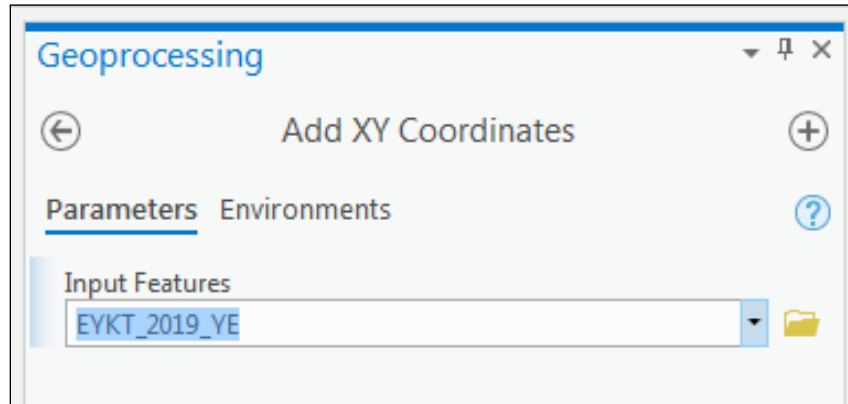 Geoprocessing
Add XY Coordinates
Parameters Environments
Input Features
EYKT_2019_YE